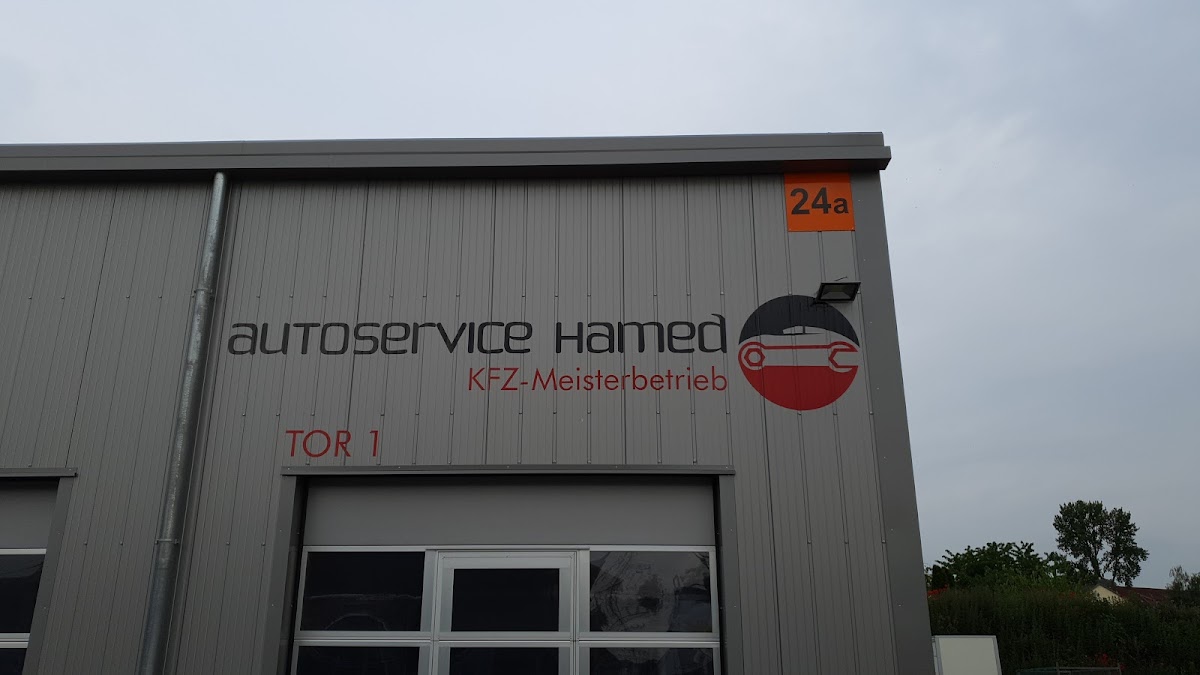 24a
autoservice Hamed
KFZ-Meisterbetrieb
TOR 1